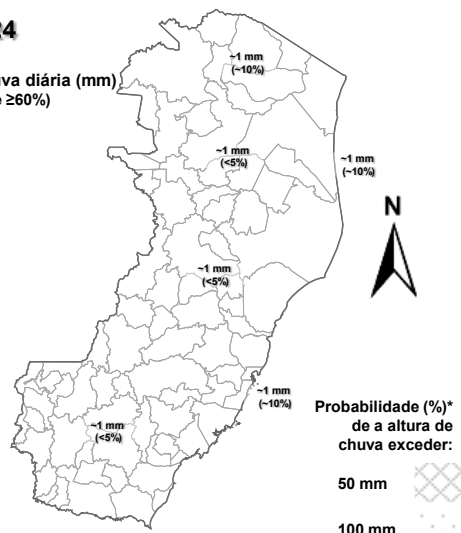 24
uva diária (mm)
e ≥60%)
~1 mm
(~10%)
~1 mm
(<5%)
~1 mm
(~10%)
N
~1 mm
(<5%)
~1 mm
(~10%)
~1 mm
(<5%)
Probabilidade (%)*
de a altura de
chuva exceder:
50 mm
100 mm